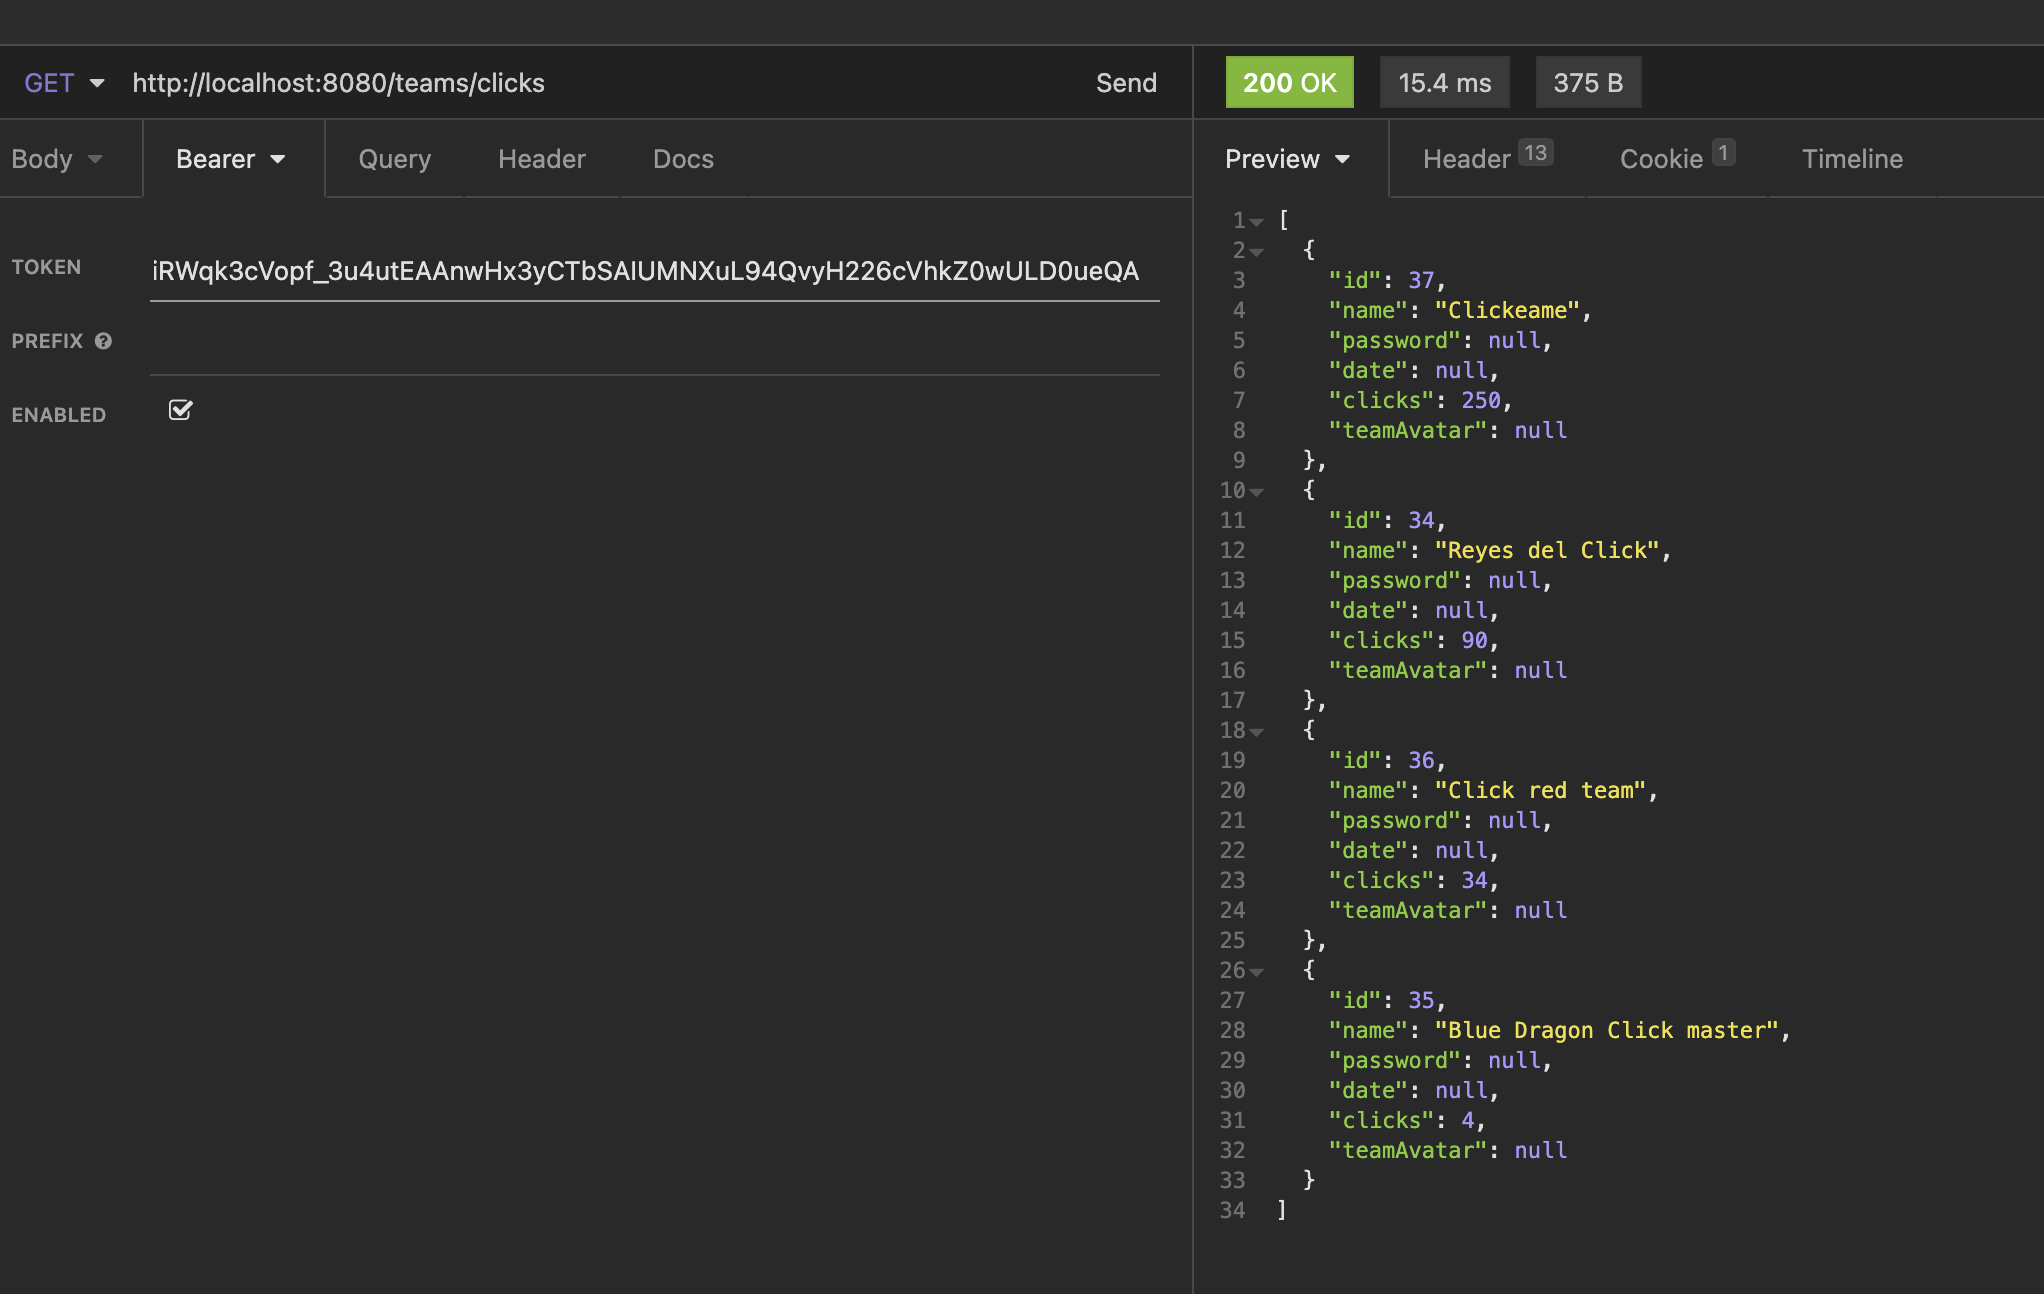 GET http://localhost:8080/teams/clicks Send
200 OK 15.4 ms 375 B
Body Bearer Query Header Docs
Preview Header 13 Cookie 1 Timeline
TOKEN iRWqk3cVopf_3u4utEAAnwHx3yCTbSAIUMNXuL94QvyH226cVhkZ0wULD0ueQA
PREFIX ?
ENABLED
1 [
2 {
3 "id": 37,
4 "name": "Clickeame",
5 "password": null,
6 "date": null,
7 "clicks": 250,
8 "teamAvatar": null
9 },
10 {
11 "id": 34,
12 "name": "Reyes del Click",
13 "password": null,
14 "date": null,
15 "clicks": 90,
16 "teamAvatar": null
17 },
18 {
19 "id": 36,
20 "name": "Click red team",
21 "password": null,
22 "date": null,
23 "clicks": 34,
24 "teamAvatar": null
25 },
26 {
27 "id": 35,
28 "name": "Blue Dragon Click master",
29 "password": null,
30 "date": null,
31 "clicks": 4,
32 "teamAvatar": null
33 }
34 ]